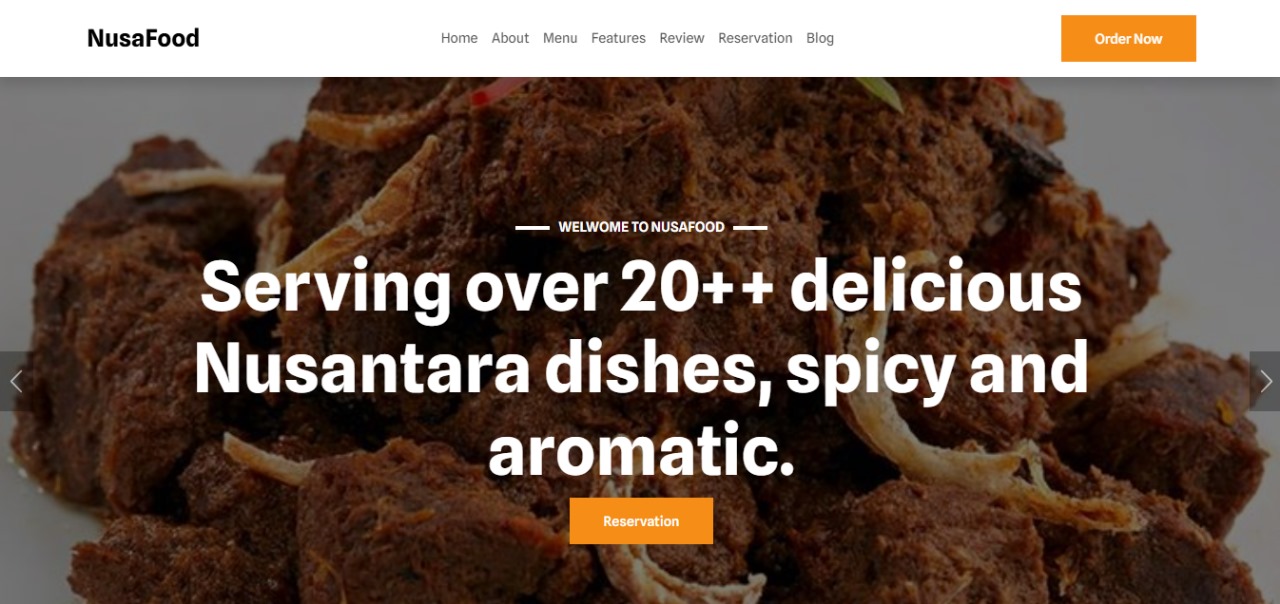 NusaFood
Home About Menu Features Review Reservation Blog
Order Now
WELWOME TO NUSAFOOD
Serving over 20++ delicious
Nusantara dishes, spicy and
aromatic.
Reservation